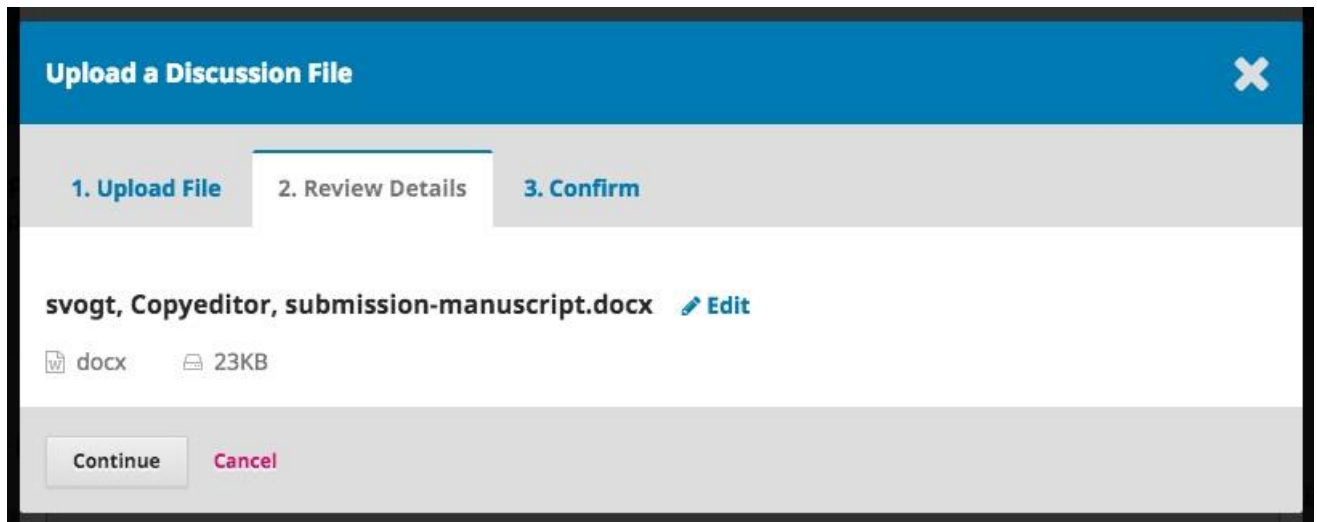 Upload a Discussion File
1. Upload File 2. Review Details 3. Confirm
svogt, Copyeditor, submission-manuscript.docx Edit
docx 23KB
Continue Cancel